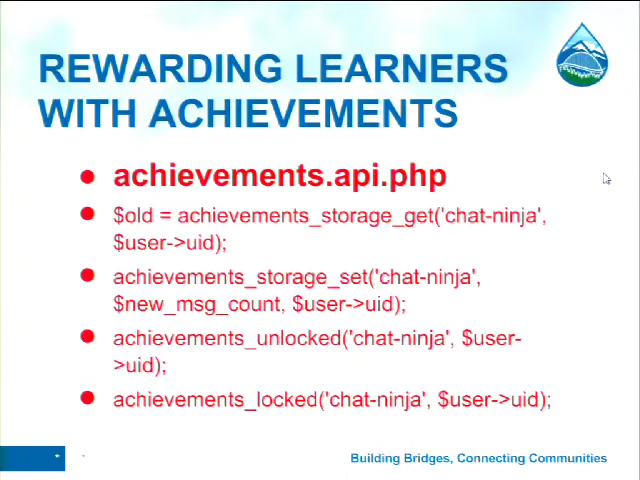 REWARDING LEARNERS
WITH ACHIEVEMENTS
achievements.api.php
$old = achievements_storage_get('chat-ninja',
$user->uid);
achievements_storage_set('chat-ninja',
$new_msg_count, $user->uid);
achievements_unlocked('chat-ninja', $user-
>uid);
achievements_locked('chat-ninja', $user->uid);
Building Bridges, Connecting Communities